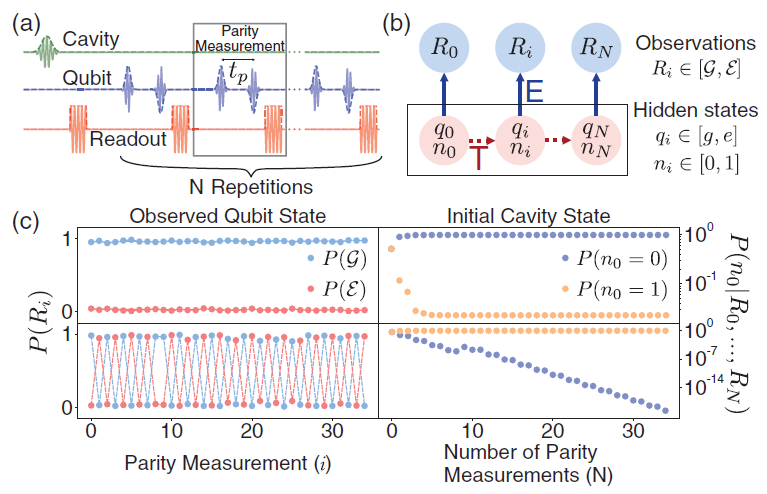 (a)
Cavity
Parity
Measurement
Qubit
t_p
Readout
N Repetitions
(b)
R_0 R_i R_N
E
q_0 q_i q_N
n_0 n_i n_N
T
Observations
R_i ∈ [𝒢, ℰ]
Hidden states
q_i ∈ [g, e]
n_i ∈ [0, 1]
(c)
Observed Qubit State
Initial Cavity State
1
P(𝒢)
P(ℰ)
0
1
0
P(R_i)
0 10 20 30
Parity Measurement (i)
P(n_0 = 0)
P(n_0 = 1)
10^0
10^-1
10^0
10^-7
10^-14
P(n_0|R_0, ..., R_N)
0 10 20 30
Number of Parity
Measurements (N)